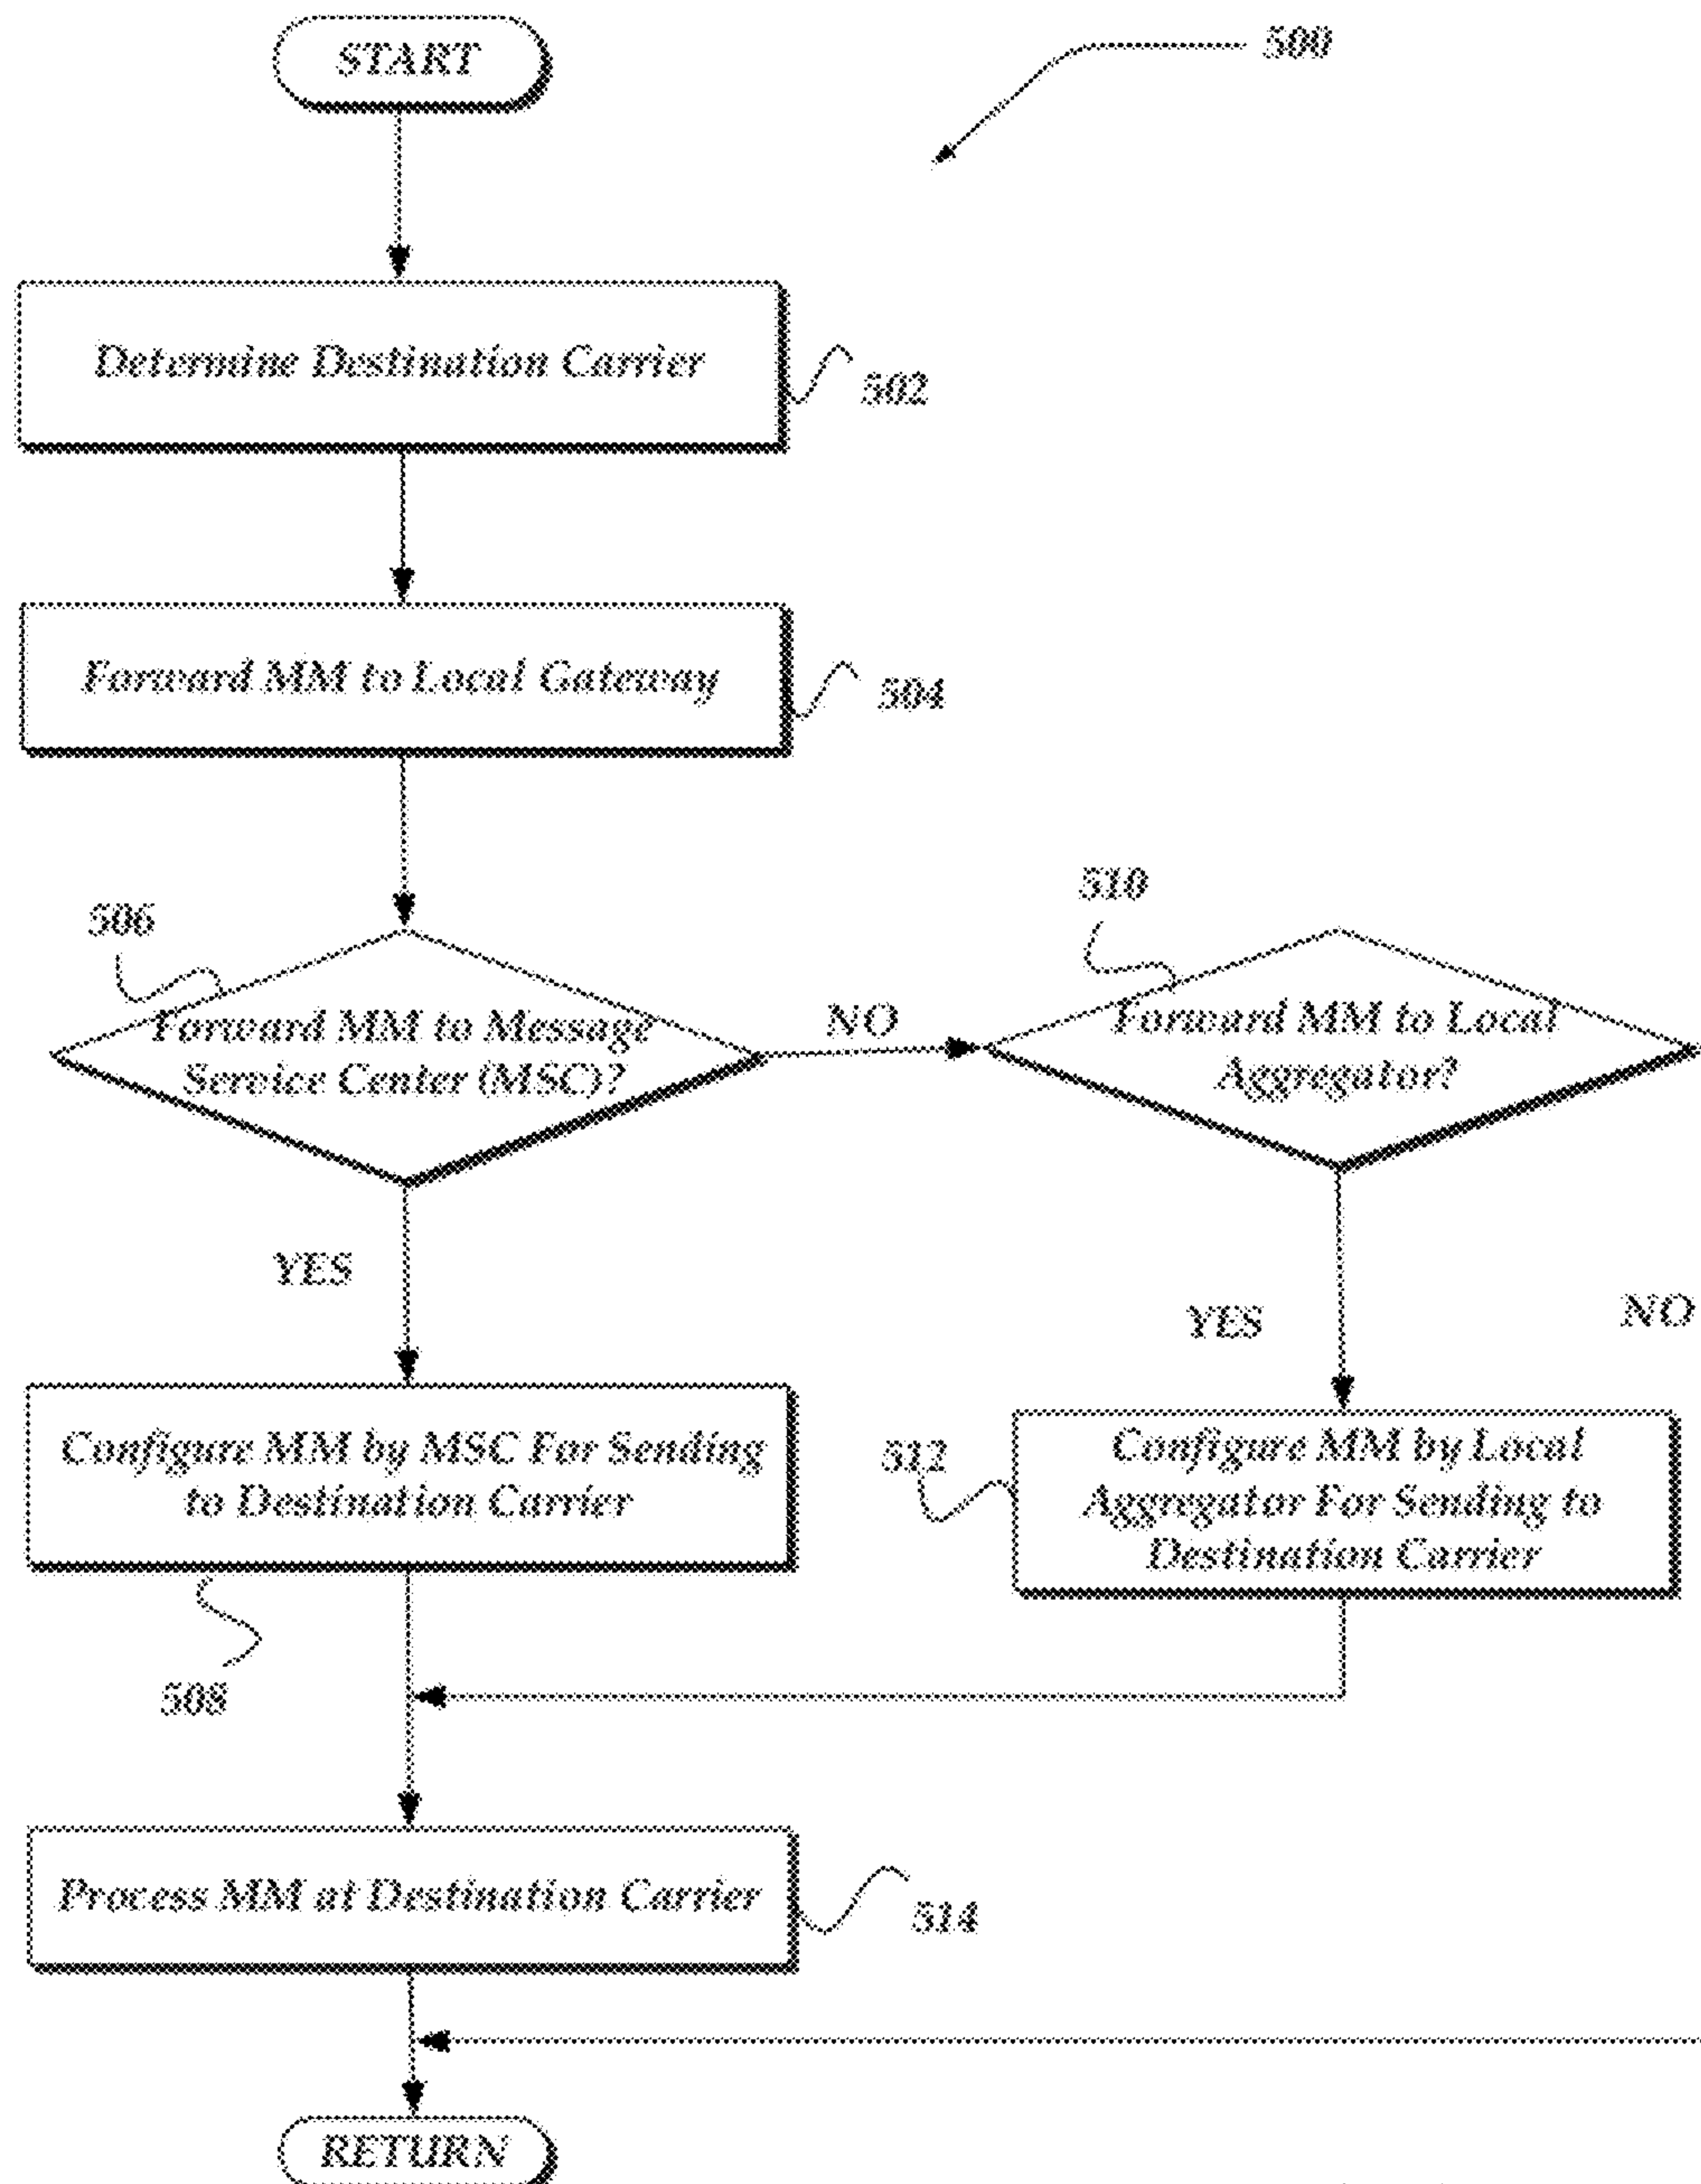 START
500
Determine Destination Carrier
502
Forward MM to Local Gateway
504
506
Forward MM to Message
Service Center (MSC)?
NO
510
Forward MM to Local
Aggregator?
YES
YES
NO
Configure MM by MSC For Sending
to Destination Carrier
508
512
Configure MM by Local
Aggregator For Sending to
Destination Carrier
Process MM at Destination Carrier
514
RETURN